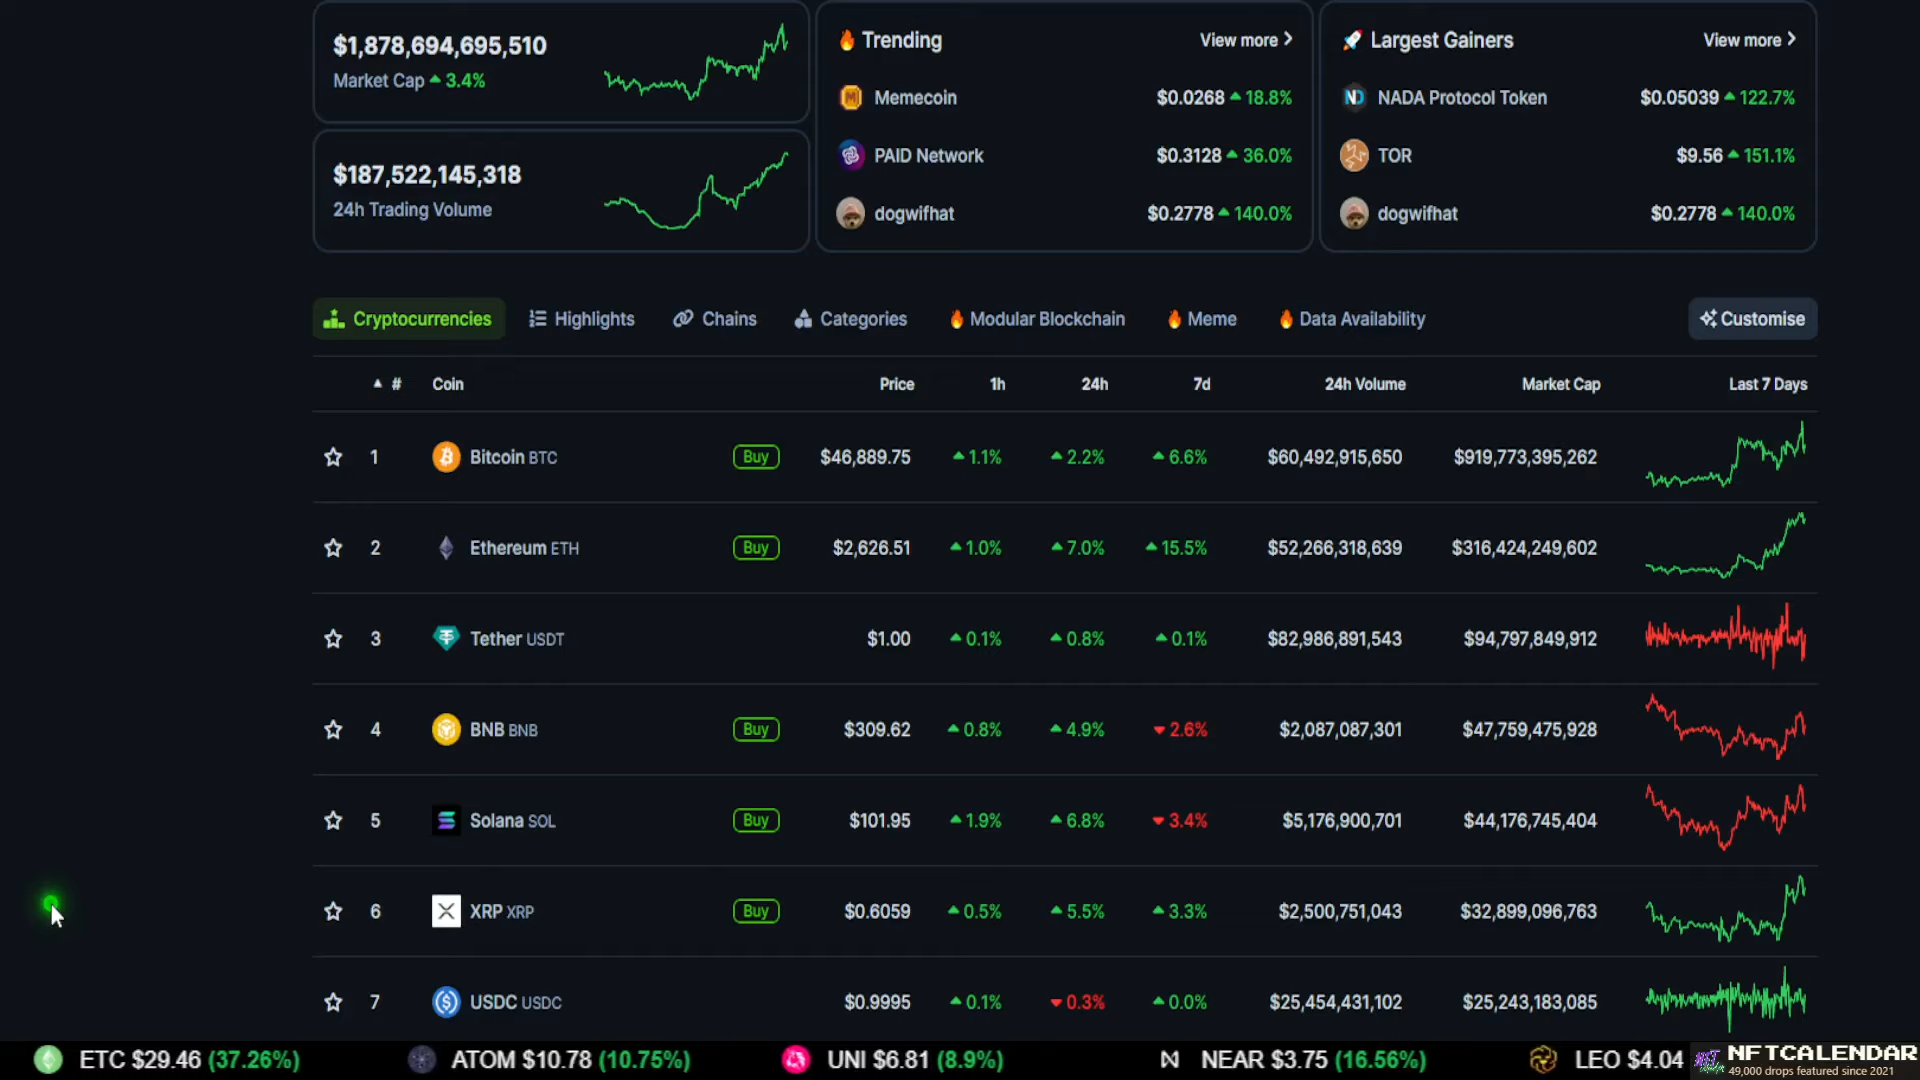 $1,878,694,695,510
Market Cap ▲ 3.4%
$187,522,145,318
24h Trading Volume
🔥 Trending View more >
Memecoin $0.0268 ▲ 18.8%
PAID Network $0.3128 ▲ 36.0%
dogwifhat $0.2778 ▲ 140.0%
🚀 Largest Gainers View more >
NADA Protocol Token $0.05039 ▲ 122.7%
TOR $9.56 ▲ 151.1%
dogwifhat $0.2778 ▲ 140.0%
Cryptocurrencies Highlights Chains Categories 🔥 Modular Blockchain 🔥 Meme 🔥 Data Availability Customise
▲ # Coin Price 1h 24h 7d 24h Volume Market Cap Last 7 Days
1 Bitcoin BTC Buy $46,889.75 ▲ 1.1% ▲ 2.2% ▲ 6.6% $60,492,915,650 $919,773,395,262
2 Ethereum ETH Buy $2,626.51 ▲ 1.0% ▲ 7.0% ▲ 15.5% $52,266,318,639 $316,424,249,602
3 Tether USDT $1.00 ▲ 0.1% ▲ 0.8% ▲ 0.1% $82,986,891,543 $94,797,849,912
4 BNB BNB Buy $309.62 ▲ 0.8% ▲ 4.9% ▼ 2.6% $2,087,087,301 $47,759,475,928
5 Solana SOL Buy $101.95 ▲ 1.9% ▲ 6.8% ▼ 3.4% $5,176,900,701 $44,176,745,404
6 XRP XRP Buy $0.6059 ▲ 0.5% ▲ 5.5% ▲ 3.3% $2,500,751,043 $32,899,096,763
7 USDC USDC $0.9995 ▲ 0.1% ▼ 0.3% ▲ 0.0% $25,454,431,102 $25,243,183,085
ETC $29.46 (37.26%) ATOM $10.78 (10.75%) UNI $6.81 (8.9%) NEAR $3.75 (16.56%) LEO $4.04
NFTCALENDAR
49,000 drops featured since 2021